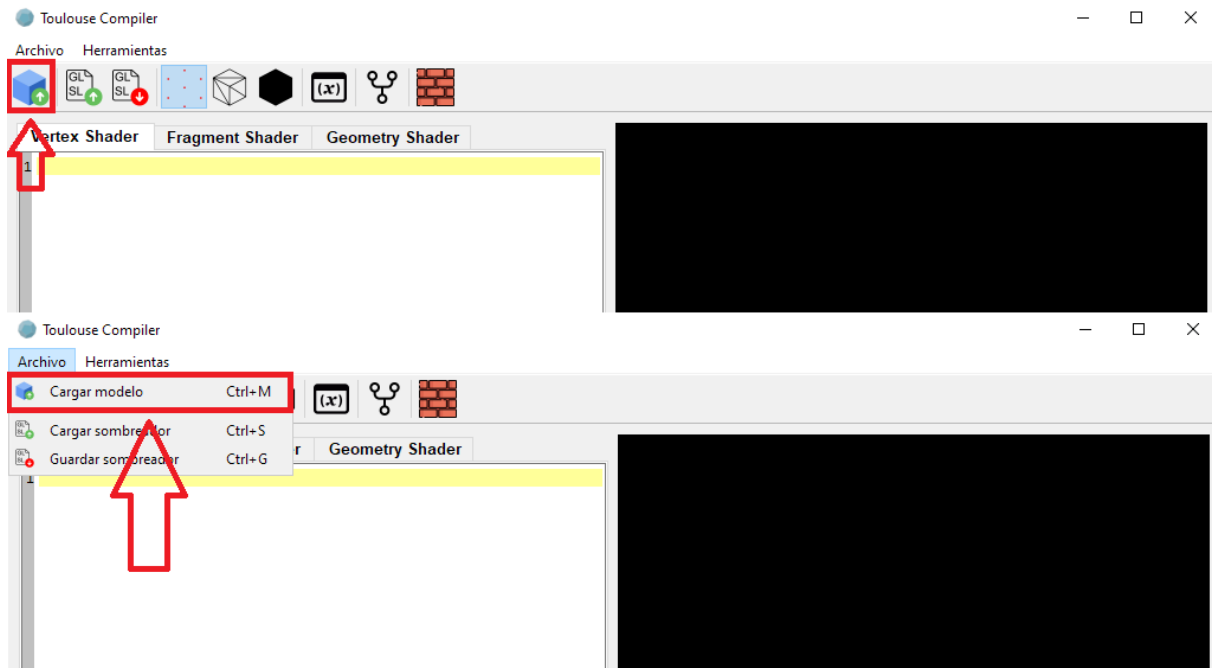 Toulouse Compiler
Archivo Herramientas
GL SL GL SL (x)
Vertex Shader Fragment Shader Geometry Shader
1
Toulouse Compiler
Archivo Herramientas
Cargar modelo Ctrl+M
(x)
Cargar sombreador Ctrl+S
Geometry Shader
Guardar sombreador Ctrl+G
1